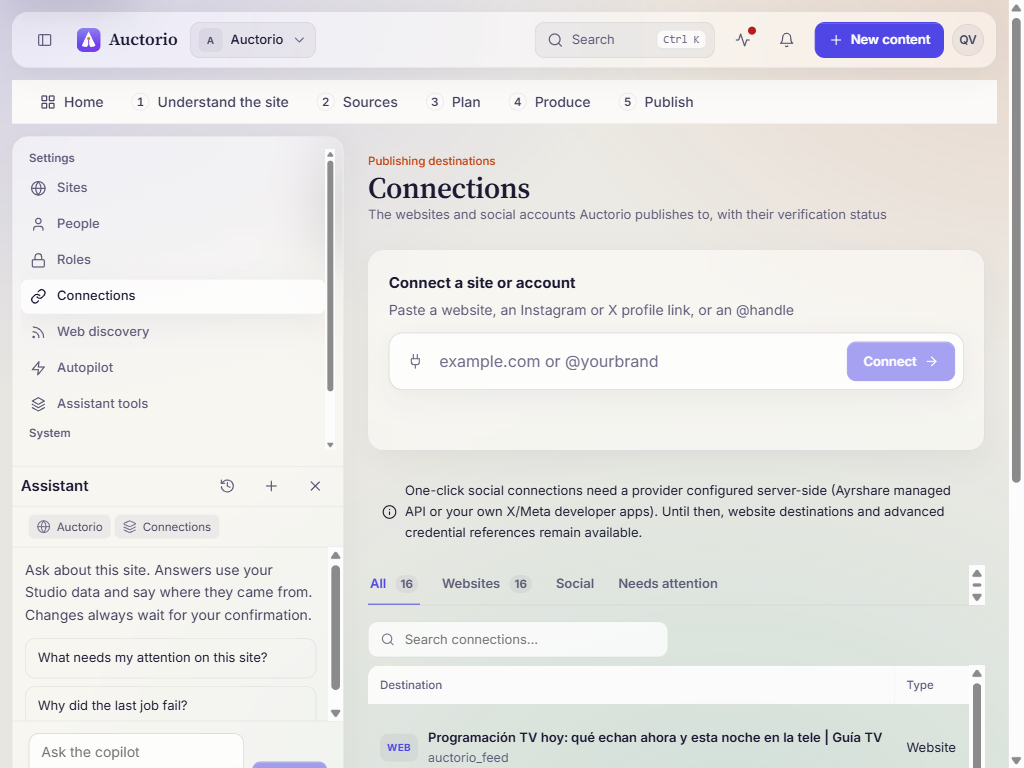 Auctorio
A Auctorio
Search
Ctrl K
New content
QV
Home
1 Understand the site
2 Sources
3 Plan
4 Produce
5 Publish
Settings
Sites
People
Roles
Connections
Web discovery
Autopilot
Assistant tools
System
Assistant
Auctorio
Connections
Ask about this site. Answers use your
Studio data and say where they came from.
Changes always wait for your confirmation.
What needs my attention on this site?
Why did the last job fail?
Ask the copilot
Publishing destinations
Connections
The websites and social accounts Auctorio publishes to, with their verification status
Connect a site or account
Paste a website, an Instagram or X profile link, or an @handle
example.com or @yourbrand
Connect
One-click social connections need a provider configured server-side (Ayrshare managed
API or your own X/Meta developer apps). Until then, website destinations and advanced
credential references remain available.
All 16
Websites 16
Social
Needs attention
Search connections...
Destination
Type
WEB
Programación TV hoy: qué echan ahora y esta noche en la tele | Guía TV
auctorio_feed
Website